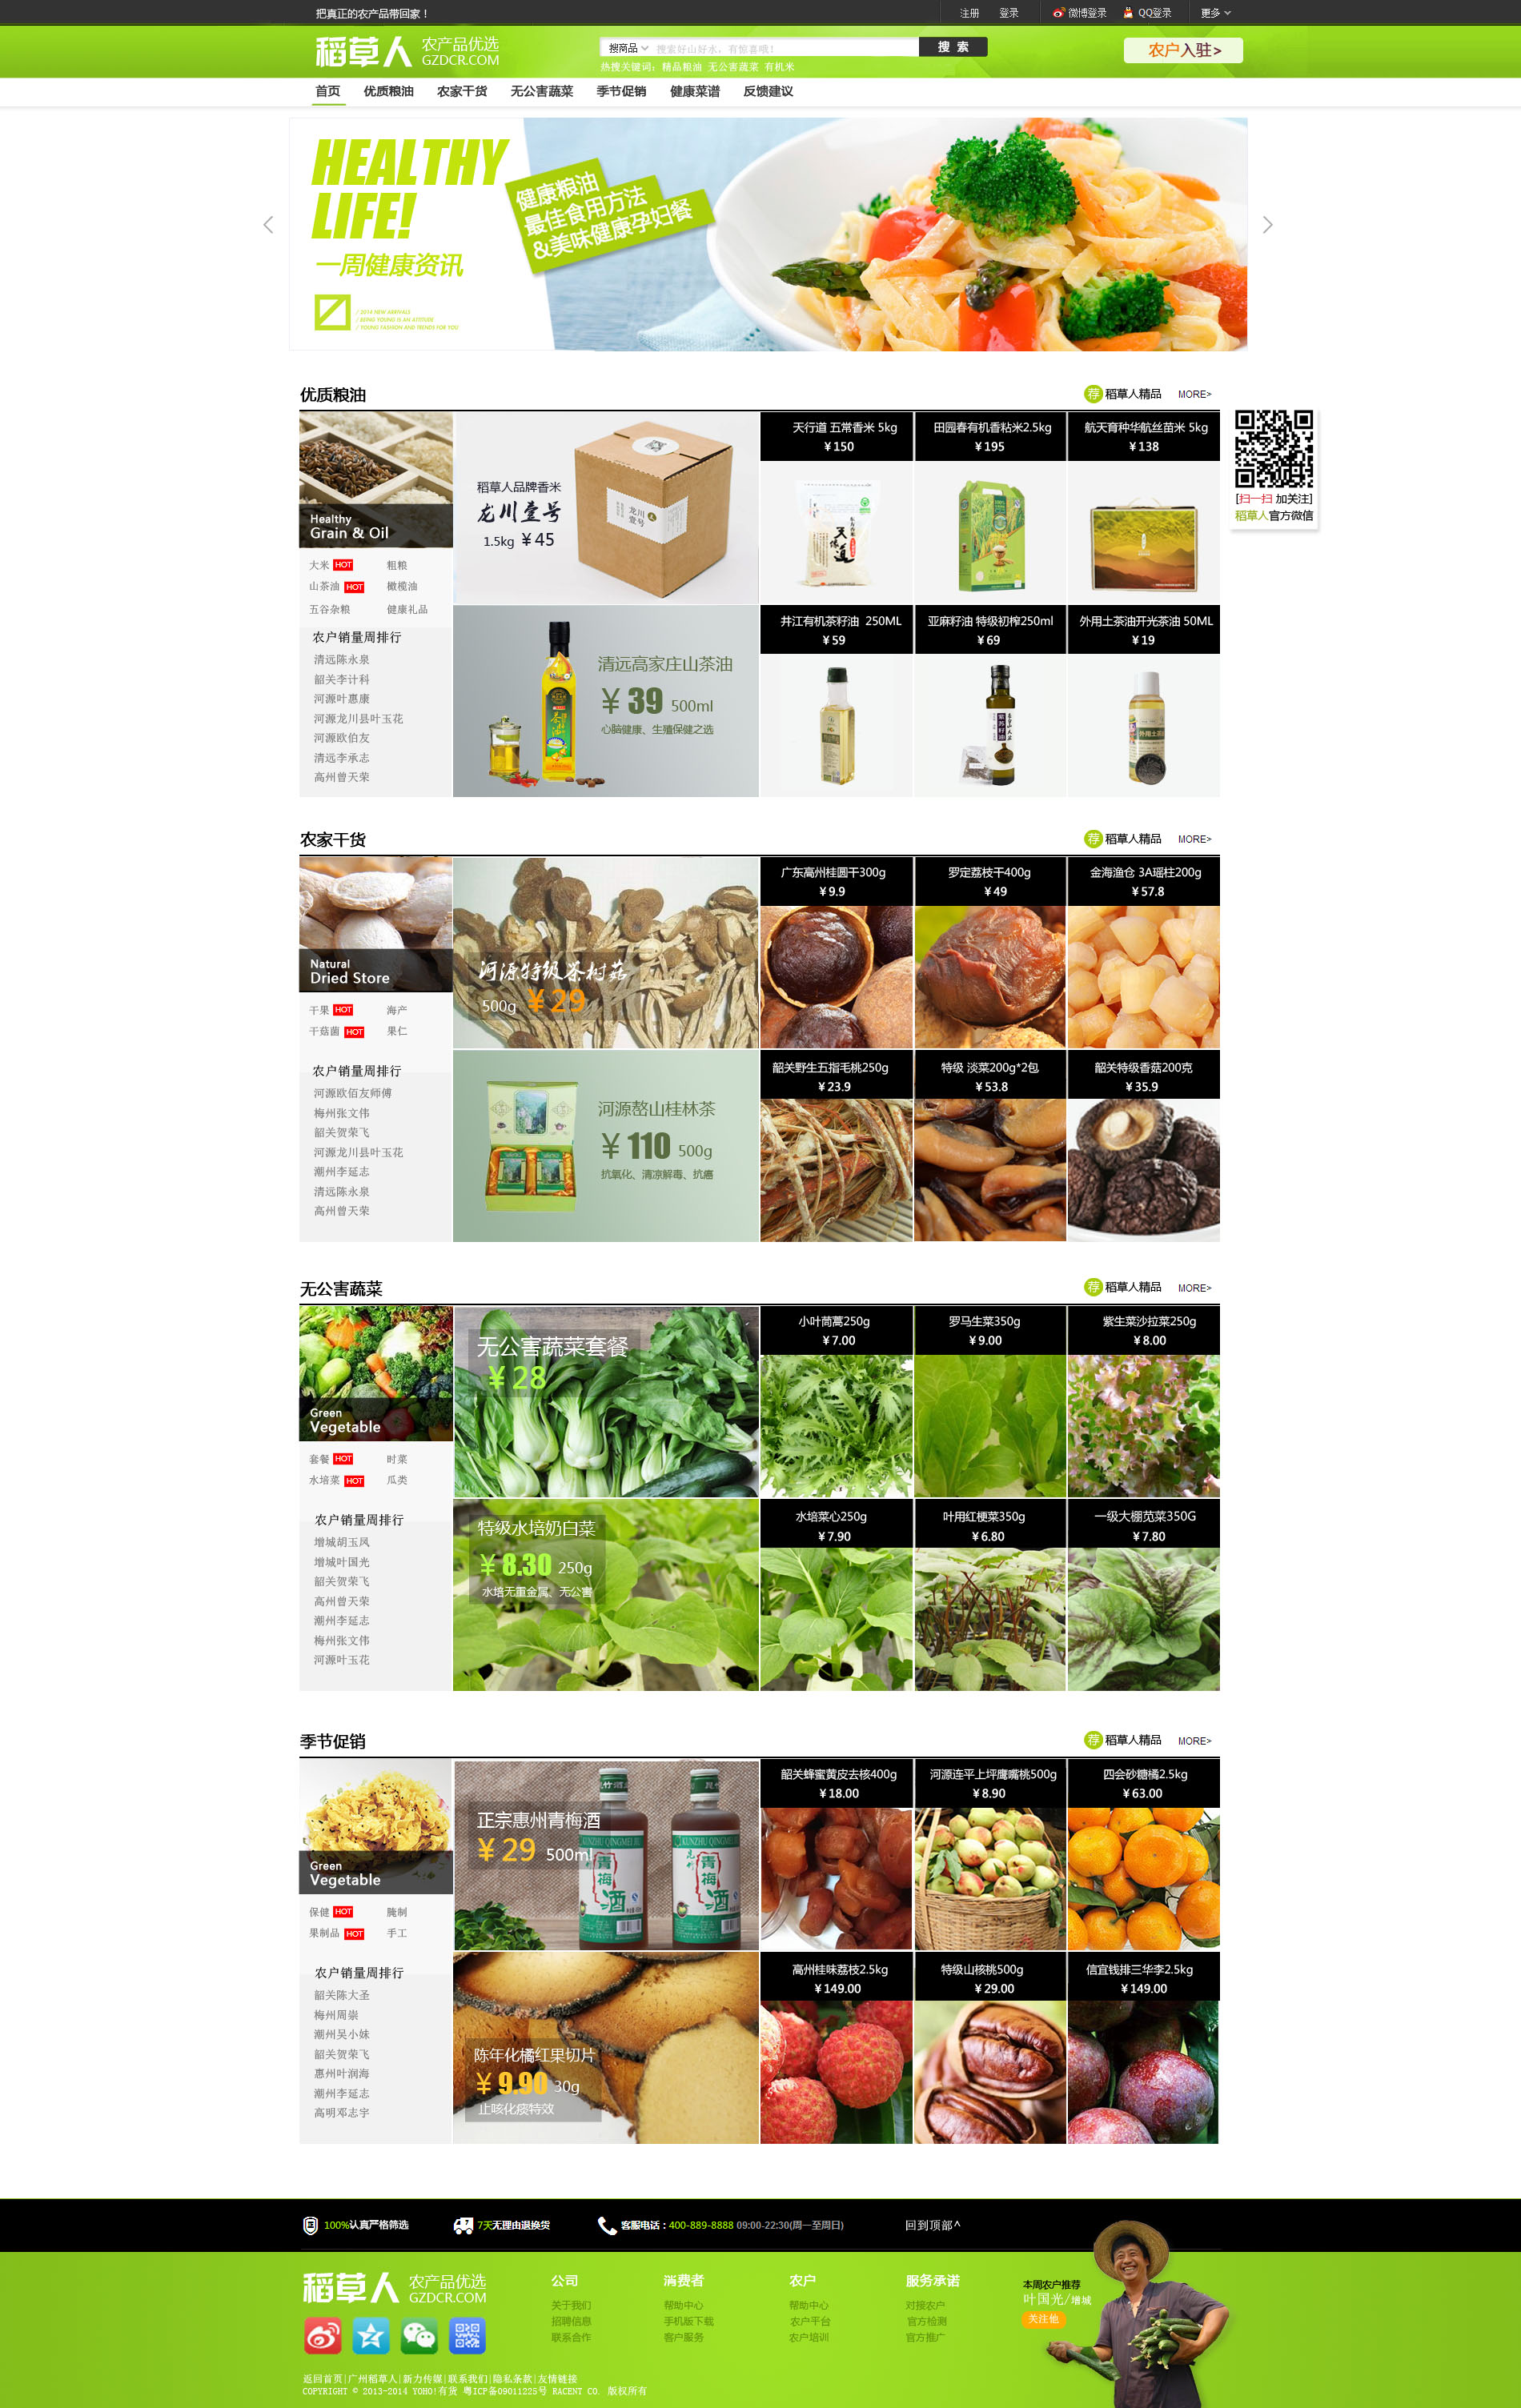 把真正的农产品带回家！
注册 登录 微博登录 QQ登录 更多
稻草人 农产品优选
GZDCR.COM
搜商品 搜索好山好水，有惊喜哦！ 搜 索
热搜关键词：精品粮油 无公害蔬菜 有机米
农户入驻>
首页 优质粮油 农家干货 无公害蔬菜 季节促销 健康菜谱 反馈建议
HEALTHY
LIFE!
一周健康资讯
/ 2014 NEW ARRIVALS
/ BEING YOUNG IS AN ATTITUDE
/ YOUNG FASHION AND TRENDS FOR YOU
健康粮油
最佳食用方法
&美味健康孕妇餐
优质粮油
荐 稻草人精品 MORE>
Healthy
Grain & Oil
大米 HOT 粗粮
山茶油 HOT 橄榄油
五谷杂粮 健康礼品
农户销量周排行
清远陈永泉
韶关李计科
河源叶惠康
河源龙川县叶玉花
河源欧伯友
清远李承志
高州曾天荣
稻草人品牌香米
龙川壹号
1.5kg ¥45
龙川壹号
清远高家庄山茶油
¥ 39 500ml
心脑健康、生殖保健之选
天行道 五常香米 5kg
¥150
田园春有机香粘米2.5kg
¥195
航天育种华航丝苗米 5kg
¥138
天道
井江有机茶籽油 250ML
¥59
亚麻籽油 特级初榨250ml
¥69
外用土茶油开光茶油 50ML
¥19
紫苏籽油
外用土茶油
[扫一扫 加关注]
稻草人官方微信
农家干货
荐 稻草人精品 MORE>
Natural
Dried Store
干果 HOT 海产
干菇菌 HOT 果仁
农户销量周排行
河源欧佰友师傅
梅州张文伟
韶关贺荣飞
河源龙川县叶玉花
潮州李延志
清远陈永泉
高州曾天荣
河源特级茶树菇
500g ¥29
河源嶅山桂林茶
¥ 110 500g
抗氧化、清凉解毒、抗癌
广东高州桂圆干300g
¥9.9
罗定荔枝干400g
¥49
金海渔仓 3A瑶柱200g
¥57.8
韶关野生五指毛桃250g
¥23.9
特级 淡菜200g*2包
¥53.8
韶关特级香菇200克
¥35.9
无公害蔬菜
荐 稻草人精品 MORE>
Green
Vegetable
套餐 HOT 时菜
水培菜 HOT 瓜类
农户销量周排行
增城胡玉凤
增城叶国光
韶关贺荣飞
高州曾天荣
潮州李延志
梅州张文伟
河源叶玉花
无公害蔬菜套餐
¥28
特级水培奶白菜
¥ 8.30 250g
水培无重金属、无公害
小叶茼蒿250g
¥7.00
罗马生菜350g
¥9.00
紫生菜沙拉菜250g
¥8.00
水培菜心250g
¥7.90
叶用红梗菜350g
¥6.80
一级大棚苋菜350G
¥7.80
季节促销
荐 稻草人精品 MORE>
Green
Vegetable
保健 HOT 腌制
果制品 HOT 手工
农户销量周排行
韶关陈大圣
梅州周崇
潮州吴小妹
韶关贺荣飞
惠州叶润海
潮州李延志
高明邓志宇
正宗惠州青梅酒
¥29 500ml
KUNZHU QINGMEI JIU
青梅酒
KUNZHU QINGMEI JIU
青梅酒
陈年化橘红果切片
¥ 9.90 30g
止咳化痰特效
韶关蜂蜜黄皮去核400g
¥18.00
河源连平上坪鹰嘴桃500g
¥8.90
四会砂糖橘2.5kg
¥63.00
高州桂味荔枝2.5kg
¥149.00
特级山核桃500g
¥29.00
信宜钱排三华李2.5kg
¥149.00
100%认真严格筛选
7 7天无理由退换货
客服电话：400-889-8888 09:00-22:30(周一至周日)
回到顶部^
稻草人 农产品优选
GZDCR.COM
公司
关于我们
招聘信息
联系合作
消费者
帮助中心
手机版下载
客户服务
农户
帮助中心
农户平台
农户培训
服务承诺
对接农户
官方检测
官方推广
本周农户推荐
叶国光/增城
关注他
返回首页|广州稻草人|新力传媒|联系我们|隐私条款|友情链接
COPYRIGHT © 2013-2014 YOHO!有货 粤ICP备09011225号 RACENT CO. 版权所有